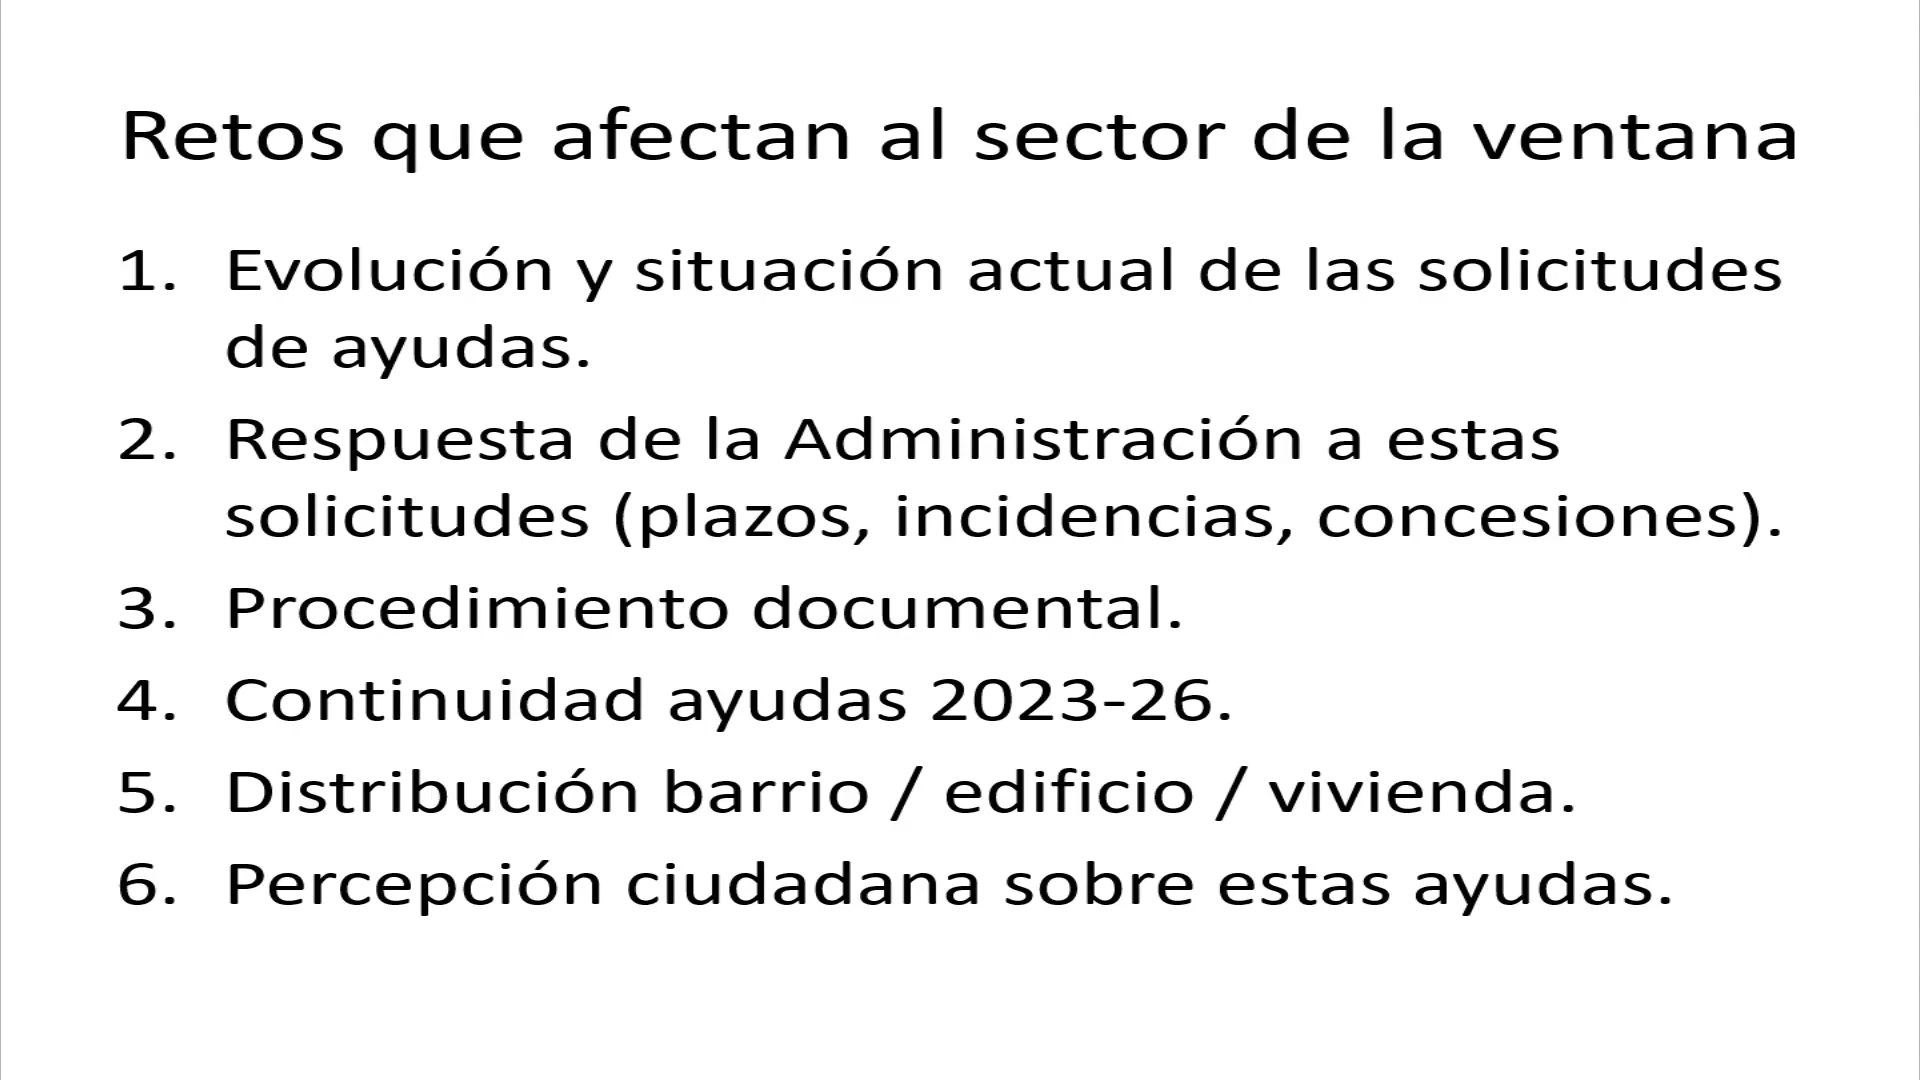 Retos que afectan al sector de la ventana
1. Evolución y situación actual de las solicitudes
de ayudas.
2. Respuesta de la Administración a estas
solicitudes (plazos, incidencias, concesiones).
3. Procedimiento documental.
4. Continuidad ayudas 2023-26.
5. Distribución barrio / edificio / vivienda.
6. Percepción ciudadana sobre estas ayudas.